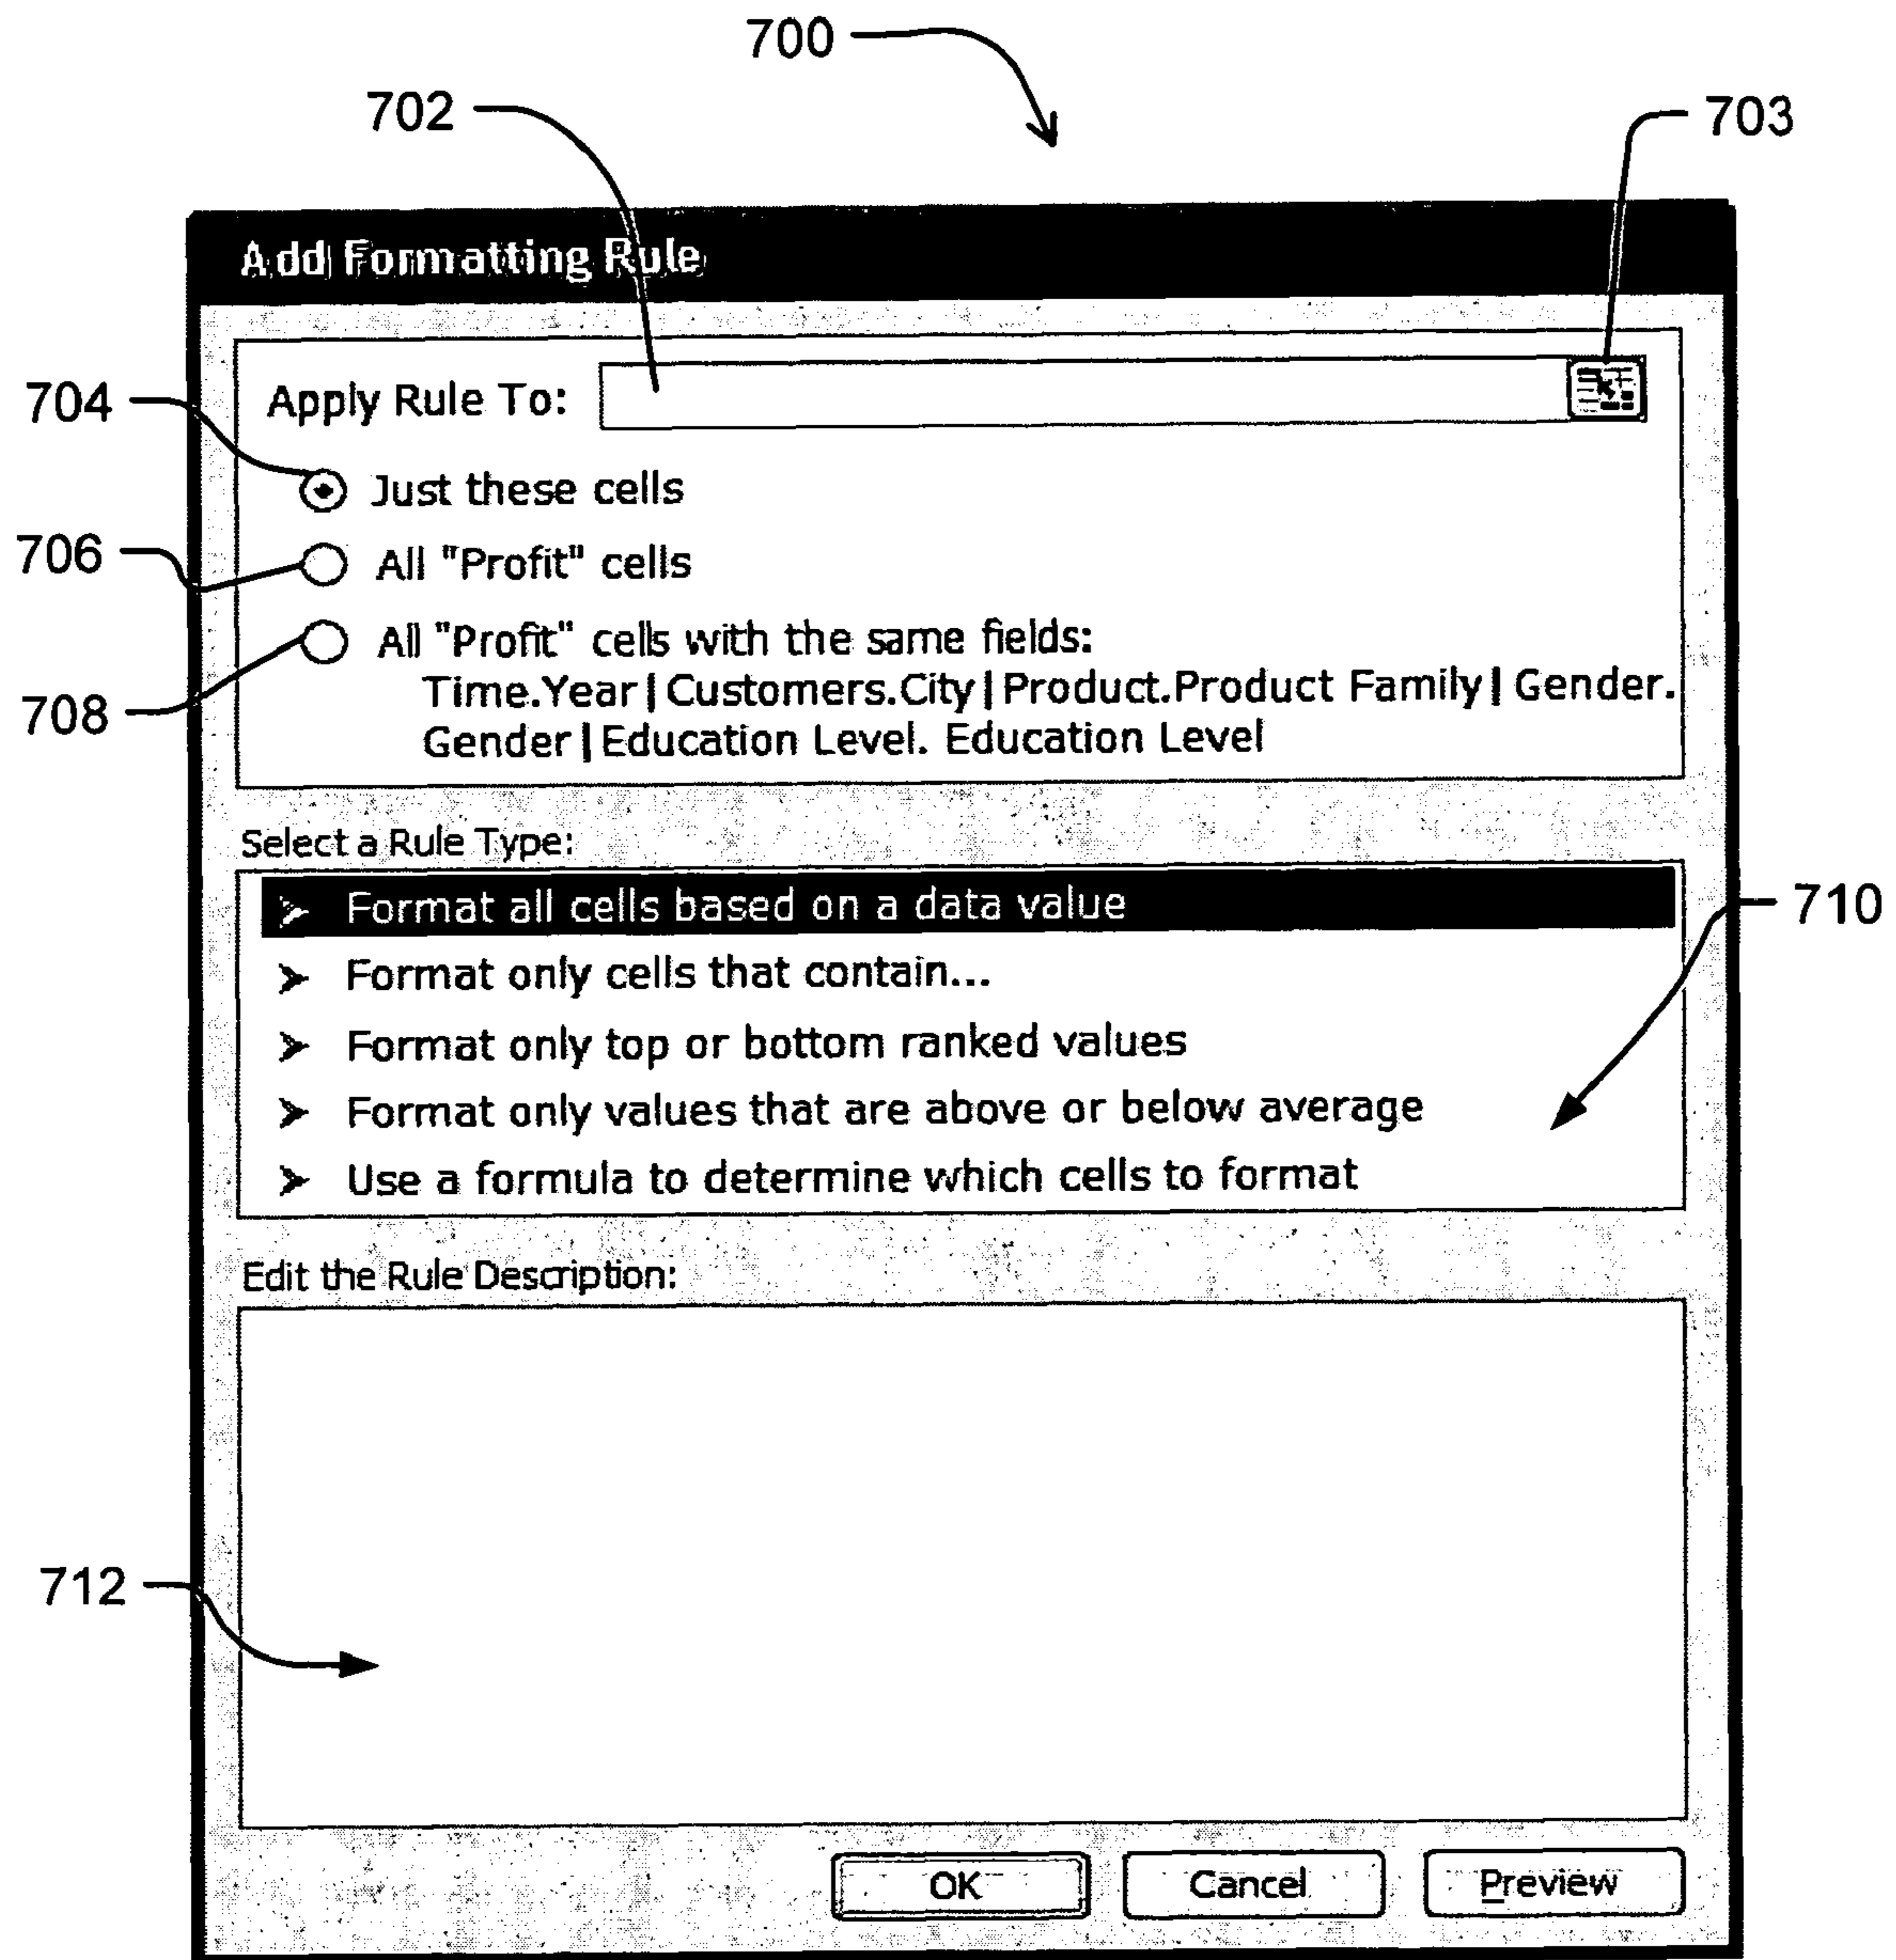 700
702
703
Add Formatting Rule
704
Apply Rule To:
Just these cells
706
All "Profit" cells
All "Profit" cells with the same fields:
708
Time.Year | Customers.City | Product.Product Family | Gender.
Gender | Education Level. Education Level
Select a Rule Type:
Format all cells based on a data value
710
Format only cells that contain...
Format only top or bottom ranked values
Format only values that are above or below average
Use a formula to determine which cells to format
Edit the Rule Description:
712
OK Cancel Preview